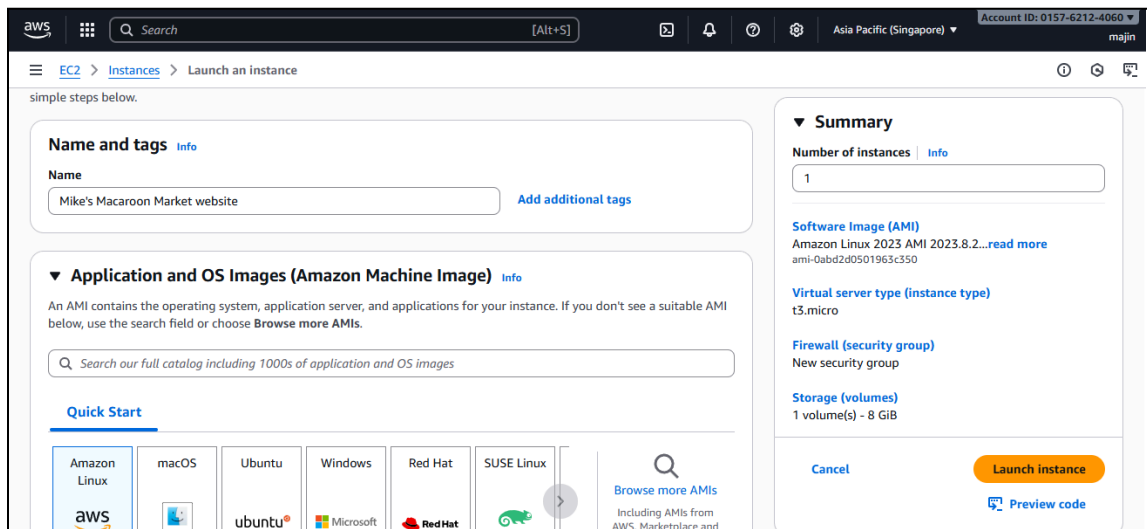 aws
Search [Alt+S]
Asia Pacific (Singapore) ▼
Account ID: 0157-6212-4060 ▼
majin
EC2 > Instances > Launch an instance
simple steps below.
Name and tags Info
Name
Mike's Macaroon Market website
Add additional tags
▼ Application and OS Images (Amazon Machine Image) Info
An AMI contains the operating system, application server, and applications for your instance. If you don't see a suitable AMI
below, use the search field or choose Browse more AMIs.
Search our full catalog including 1000s of application and OS images
Quick Start
Amazon
Linux
aws
macOS
Ubuntu
ubuntu
Windows
Microsoft
Red Hat
Red Hat
SUSE Linux
Browse more AMIs
Including AMIs from
AWS, Marketplace and
▼ Summary
Number of instances Info
1
Software Image (AMI)
Amazon Linux 2023 AMI 2023.8.2...read more
ami-0abd2d0501963c350
Virtual server type (instance type)
t3.micro
Firewall (security group)
New security group
Storage (volumes)
1 volume(s) - 8 GiB
Cancel
Launch instance
Preview code